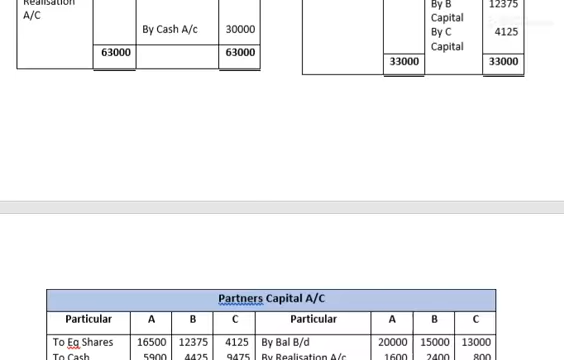 Realisation
A/C
By Cash A/c 30000
63000 63000
By B 12375
Capital
By C 4125
Capital
33000 33000
Partners Capital A/C
Particular A B C Particular A B C
To Eq Shares 16500 12375 4125 By Bal B/d 20000 15000 13000
To Cash 5900 4425 9475 By Realisation A/c 1600 2400 800